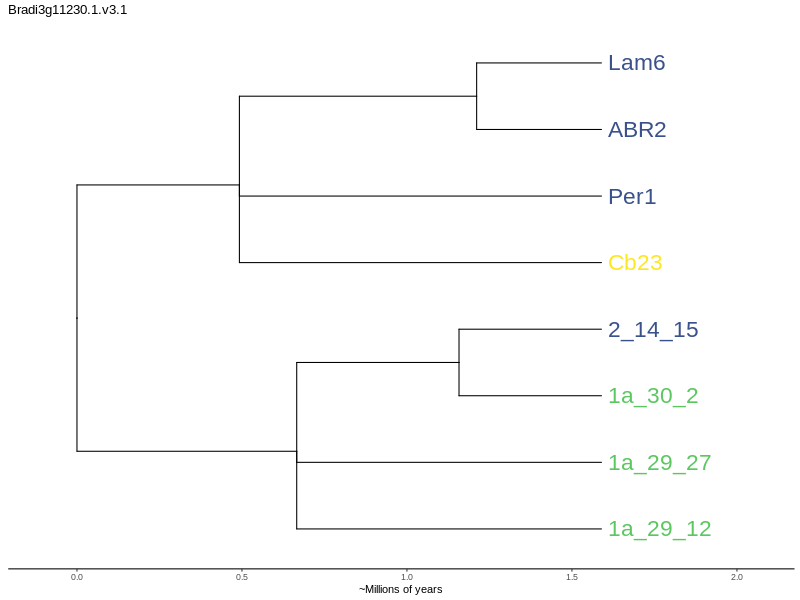 Bradi3g11230.1.v3.1
Lam6
ABR2
Per1
Cb23
2_14_15
1a_30_2
1a_29_27
1a_29_12
0.0 0.5 1.0 1.5 2.0
~Millions of years